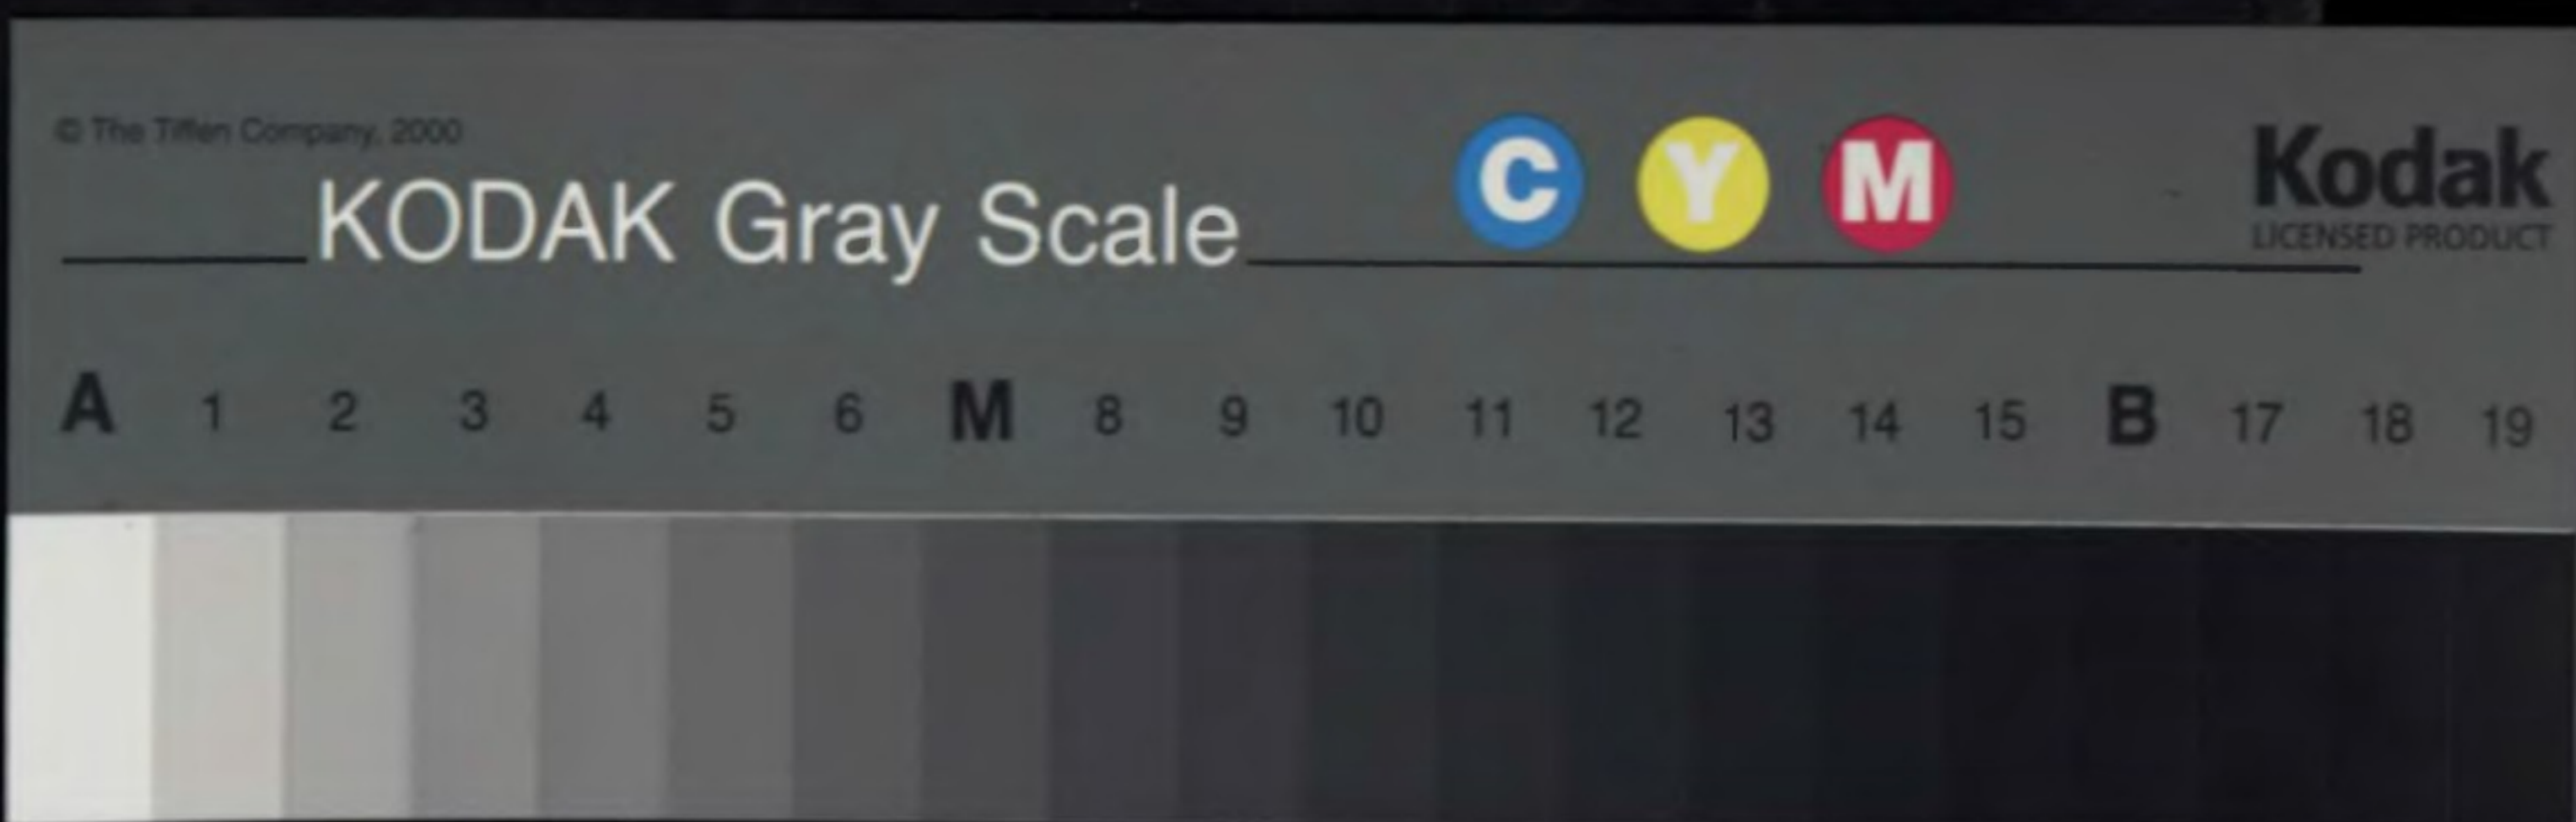 © The Tiffen Company, 2000
KODAK Gray Scale
C Y M
Kodak
LICENSED PRODUCT
A 1 2 3 4 5 6 M 8 9 10 11 12 13 14 15 B 17 18 19